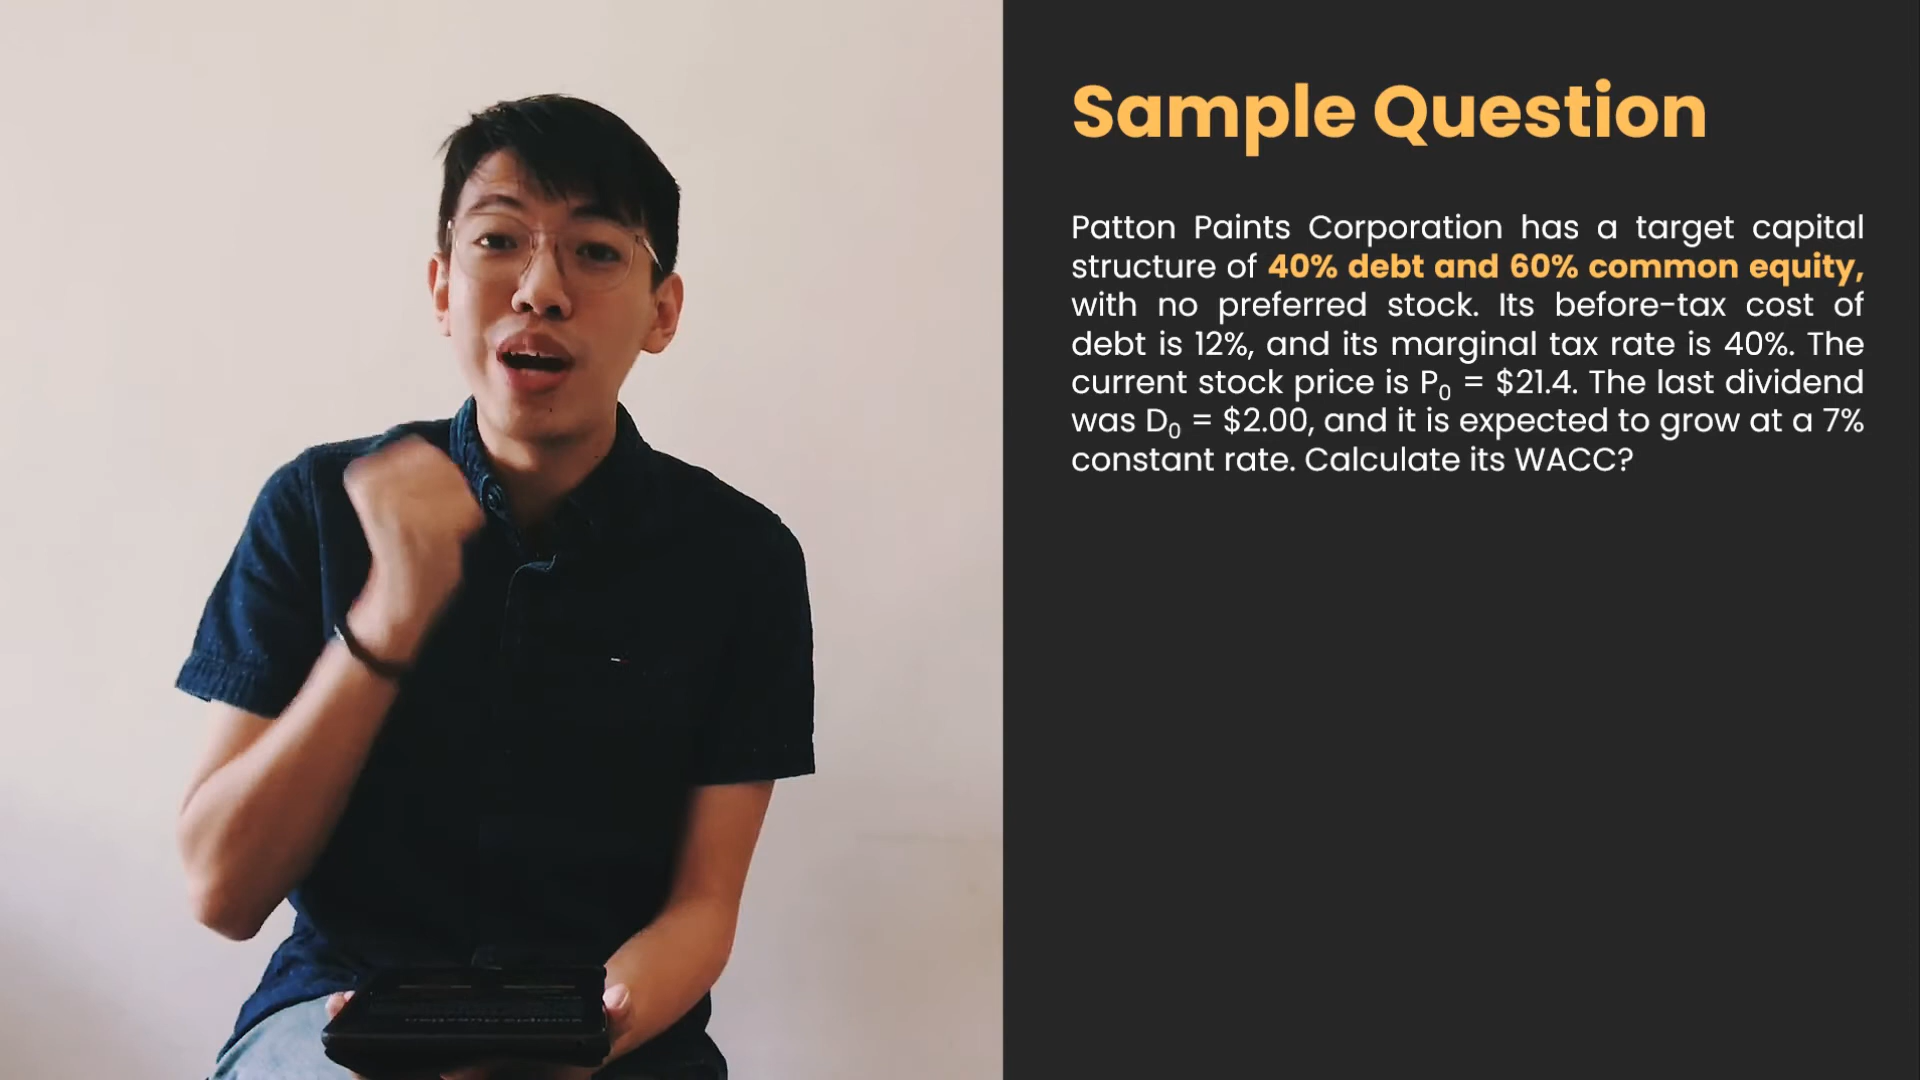 Sample Question
Patton Paints Corporation has a target capital
structure of 40% debt and 60% common equity,
with no preferred stock. Its before-tax cost of
debt is 12%, and its marginal tax rate is 40%. The
current stock price is P₀ = $21.4. The last dividend
was D₀ = $2.00, and it is expected to grow at a 7%
constant rate. Calculate its WACC?